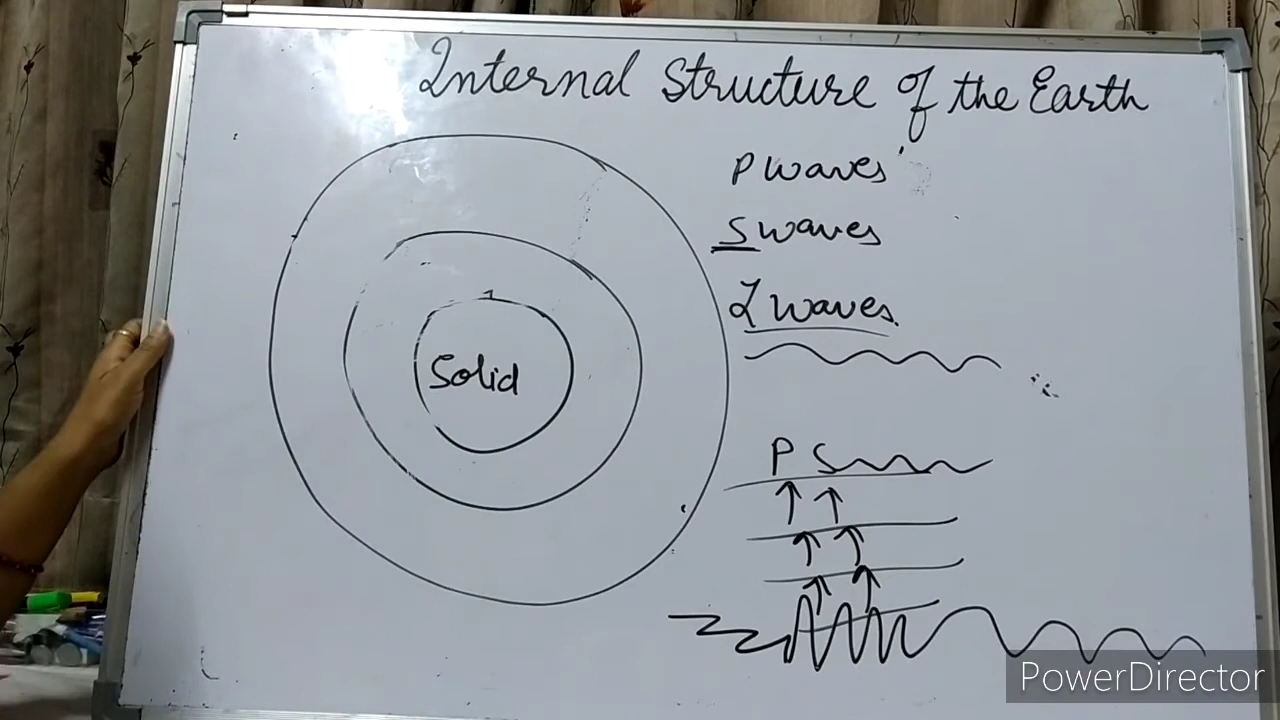 Internal Structure of the Earth
P waves
S waves
L waves.
Solid
P S
PowerDirector